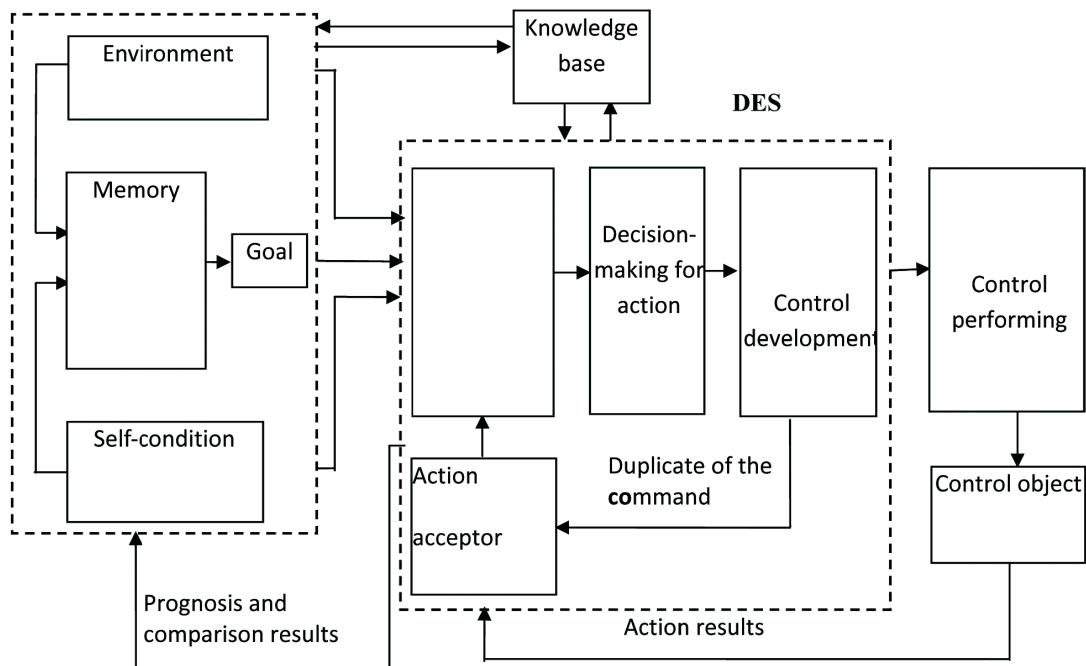 Environment
Memory
Goal
Self-condition
Prognosis and
comparison results
Knowledge
base
DES
Decision-
making for
action
Control
development
Action
acceptor
Duplicate of the
command
Action results
Control
performing
Control object